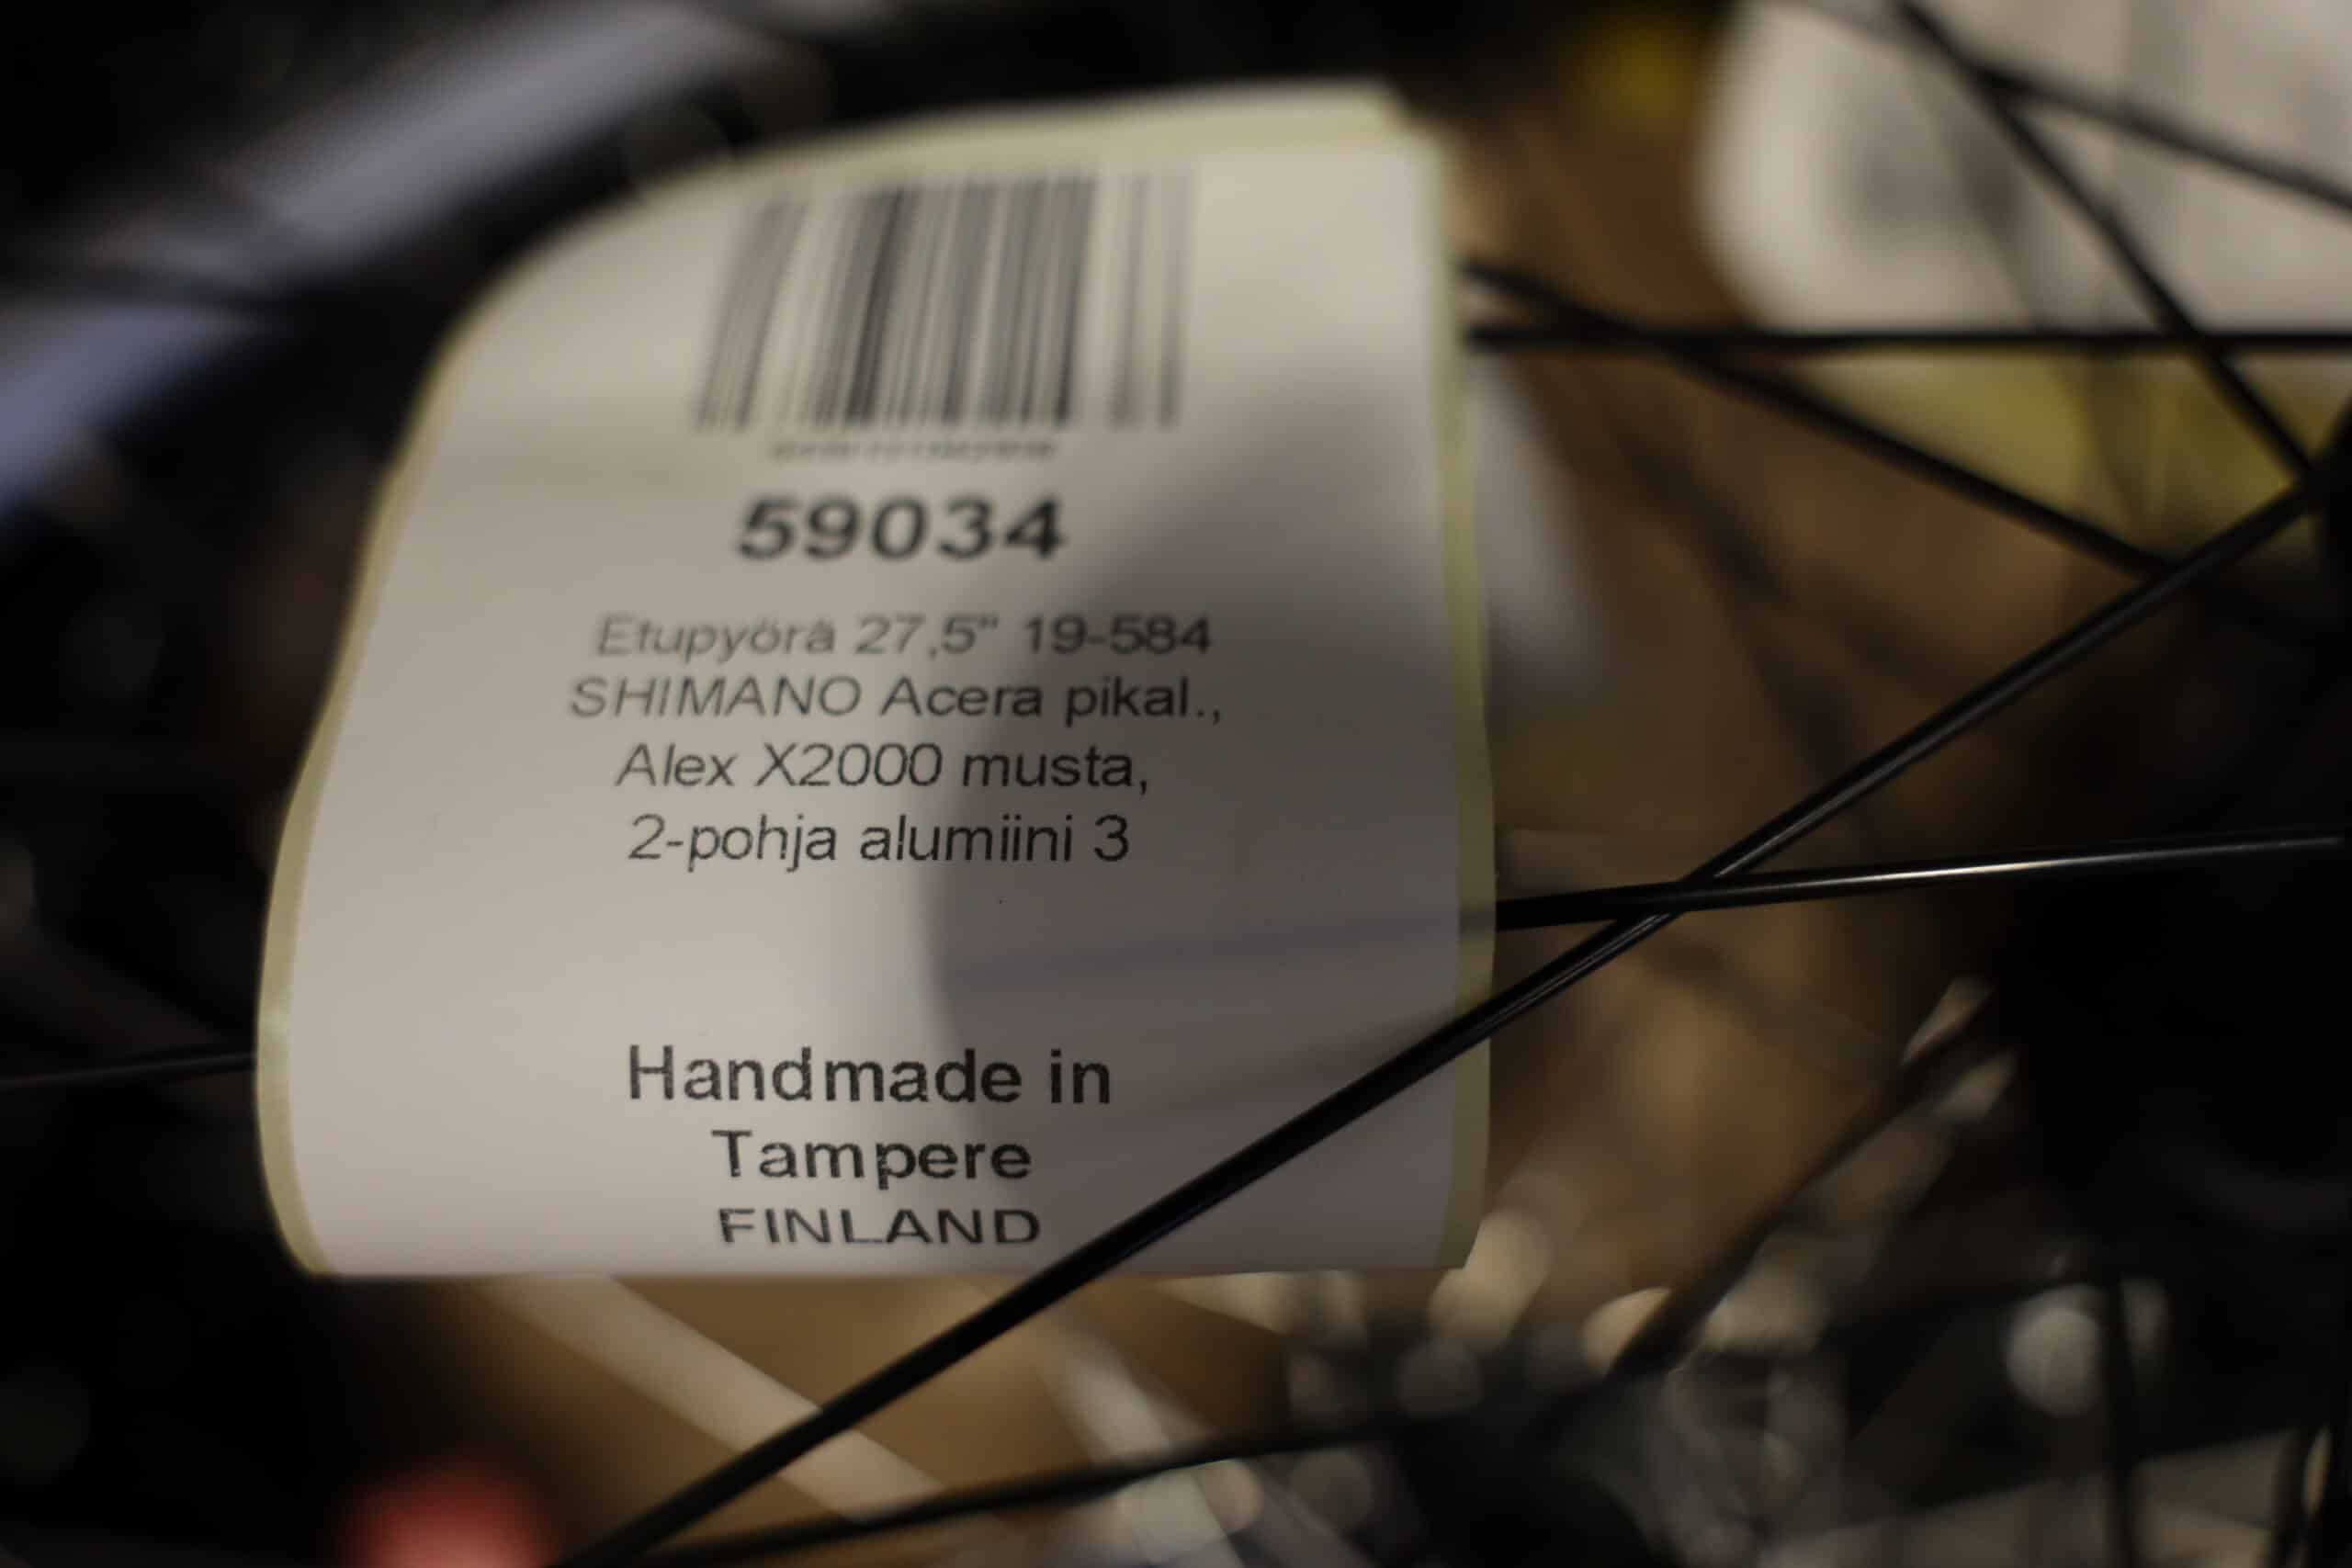 59034
Etupyörä 27,5" 19-584
SHIMANO Acera pikal.,
Alex X2000 musta,
2-pohja alumiini 3
Handmade in
Tampere
FINLAND